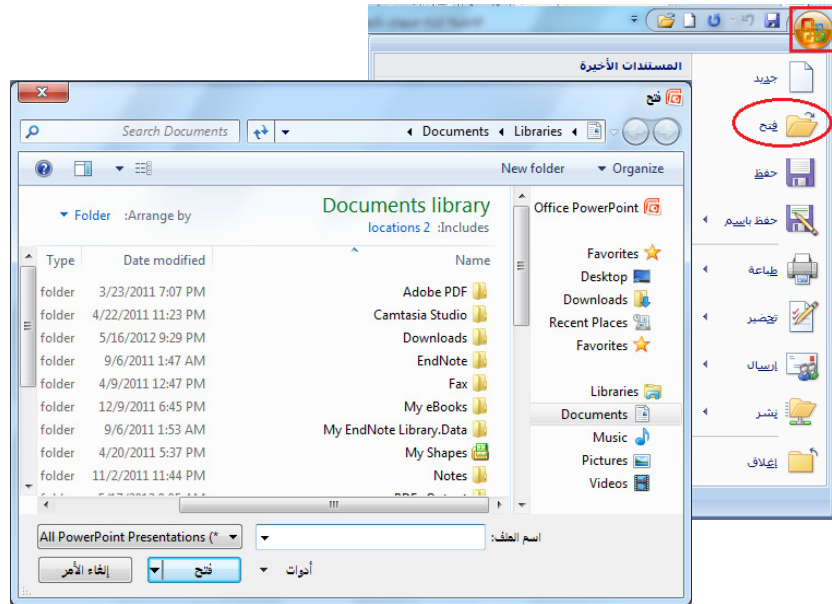 المستندات الأخيرة
جديد
فتح
حفظ
حفظ باسم
طباعة
تحضير
إرسال
نشر
إغلاق
فتح
Search Documents
Documents
Libraries
New folder
Organize
Documents library
Includes: 2 locations
Arrange by: Folder
Office PowerPoint
Favorites
Desktop
Downloads
Recent Places
Favorites
Libraries
Documents
Music
Pictures
Videos
Name Date modified Type
Adobe PDF 3/23/2011 7:07 PM folder
Camtasia Studio 4/22/2011 11:23 PM folder
Downloads 5/16/2012 9:29 PM folder
EndNote 9/6/2011 1:47 AM folder
Fax 4/9/2011 12:47 PM folder
My eBooks 12/9/2011 6:45 PM folder
My EndNote Library.Data 9/6/2011 1:53 AM folder
My Shapes 4/20/2011 5:37 PM folder
Notes 11/2/2011 11:44 PM folder
اسم الملف:
All PowerPoint Presentations (*
أدوات
فتح
إلغاء الأمر